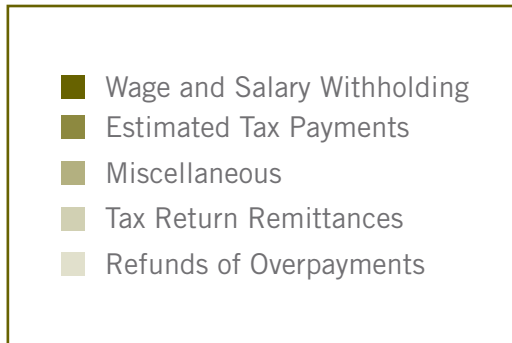 Wage and Salary Withholding
Estimated Tax Payments
Miscellaneous
Tax Return Remittances
Refunds of Overpayments